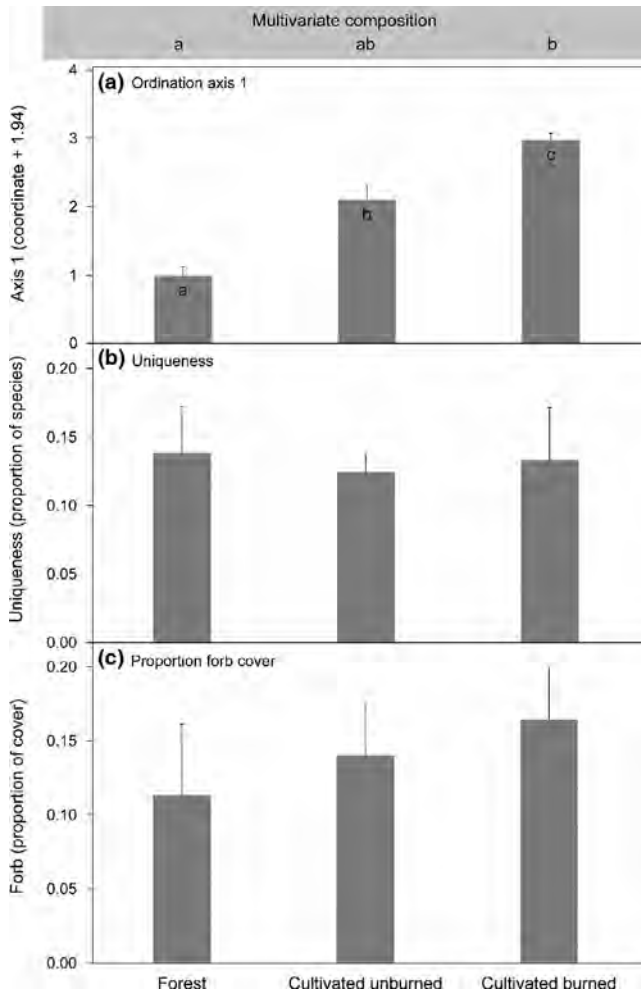 Multivariate composition
a ab b
(a) Ordination axis 1
Axis 1 (coordinate + 1.94)
4
3
2
1
0
a
b
c
(b) Uniqueness
Uniqueness (proportion of species)
0.20
0.15
0.10
0.05
0.00
(c) Proportion forb cover
Forb (proportion of cover)
0.20
0.15
0.10
0.05
0.00
Forest Cultivated unburned Cultivated burned